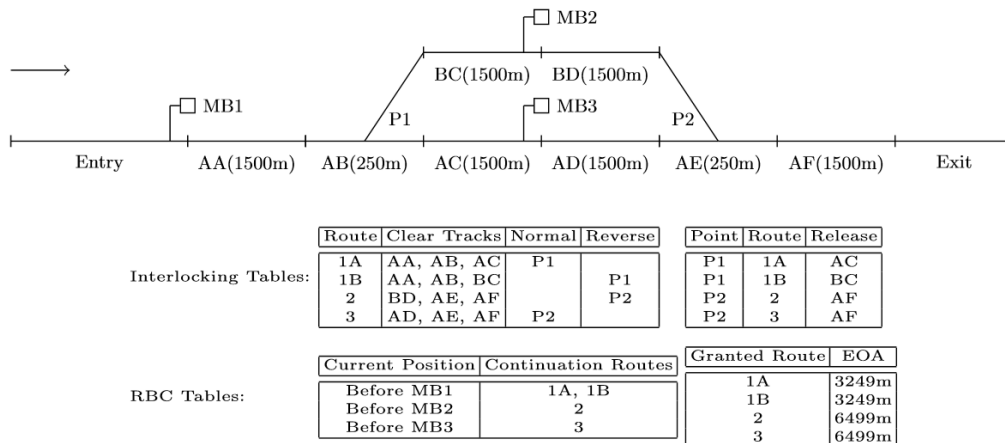 MB2
BC(1500m) BD(1500m)
MB1 P1 MB3 P2
Entry AA(1500m) AB(250m) AC(1500m) AD(1500m) AE(250m) AF(1500m) Exit
Interlocking Tables:
Route Clear Tracks Normal Reverse
1A AA, AB, AC P1
1B AA, AB, BC P1
2 BD, AE, AF P2
3 AD, AE, AF P2
Point Route Release
P1 1A AC
P1 1B BC
P2 2 AF
P2 3 AF
RBC Tables:
Current Position Continuation Routes
Before MB1 1A, 1B
Before MB2 2
Before MB3 3
Granted Route EOA
1A 3249m
1B 3249m
2 6499m
3 6499m